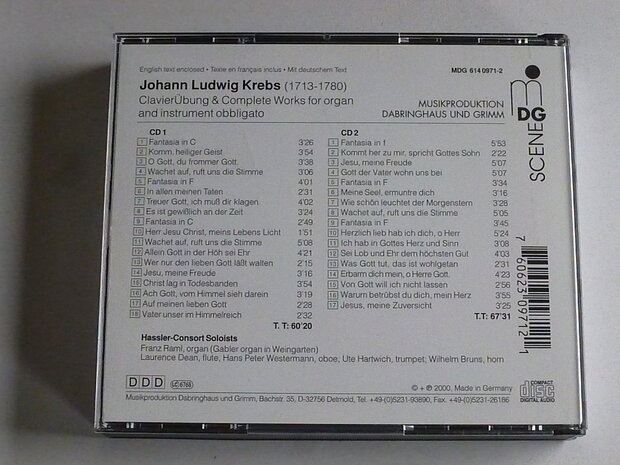 English text enclosed • Texte en français inclus • Mit deutschem Text
MDG 614 0971-2
Johann Ludwig Krebs (1713-1780)
ClavierÜbung & Complete Works for organ
and instrument obbligato
MUSIKPRODUKTION
DABRINGHAUS UND GRIMM
MDG
SCENE
CD 1
1 Fantasia in C 3'26
2 Komm, heiliger Geist 3'54
3 O Gott, du frommer Gott. 3'38
4 Wachet auf, ruft uns die Stimme 3'06
5 Fantasia in F 4'01
6 In allen meinen Taten 2'31
7 Treuer Gott, ich muß dir klagen 4'02
8 Es ist gewißlich an der Zeit 3'24
9 Fantasia in C 2'49
10 Herr Jesu Christ, meins Lebens Licht 1'51
11 Wachet auf, ruft uns die Stimme 5'08
12 Allein Gott in der Höh sei Ehr 4'21
13 Wer nur den lieben Gott läßt walten 2'15
14 Jesu, meine Freude 3'16
15 Christ lag in Todesbanden 3'54
16 Ach Gott, vom Himmel sieh darein 3'19
17 Auf meinen lieben Gott 2'28
18 Vater unser im Himmelreich 2'32
T. T: 60'20
CD 2
1 Fantasia in f 5'53
2 Kommt her zu mir, spricht Gottes Sohn 2'22
3 Jesu, meine Freude 5'07
4 Gott der Vater wohn uns bei 5'07
5 Fantasia in F 3'34
6 Meine Seel, ermuntre dich 3'16
7 Wie schön leuchtet der Morgenstern 3'28
8 Wachet auf, ruft uns die Stimme 5'05
9 Fantasia in F 3'45
10 Herzlich lieb hab ich dich, o Herr 5'24
11 Ich hab in Gottes Herz und Sinn 3'08
12 Sei Lob und Ehr dem höchsten Gut 4'03
13 Was Gott tut, das ist wohlgetan 2'31
14 Erbarm dich mein, o Herre Gott. 4'23
15 Von Gott will ich nicht lassen 2'56
16 Warum betrübst du dich, mein Herz 3'55
17 Jesus, meine Zuversicht 3'25
T.T: 67'31
7 60623 09712 1
Hassler-Consort Soloists
Franz Raml, organ (Gabler organ in Weingarten)
Laurence Dean, flute, Hans Peter Westermann, oboe, Ute Hartwich, trumpet, Wilhelm Bruns, horn
DDD
LC 6768
© + ℗ 2000, Made in Germany
COMPACT
disc
DIGITAL AUDIO
Musikproduktion Dabringhaus und Grimm, Bachstr. 35, D-32756 Detmold, Tel. +49-(0)5231-93890, Fax. +49-(0)5231-26186